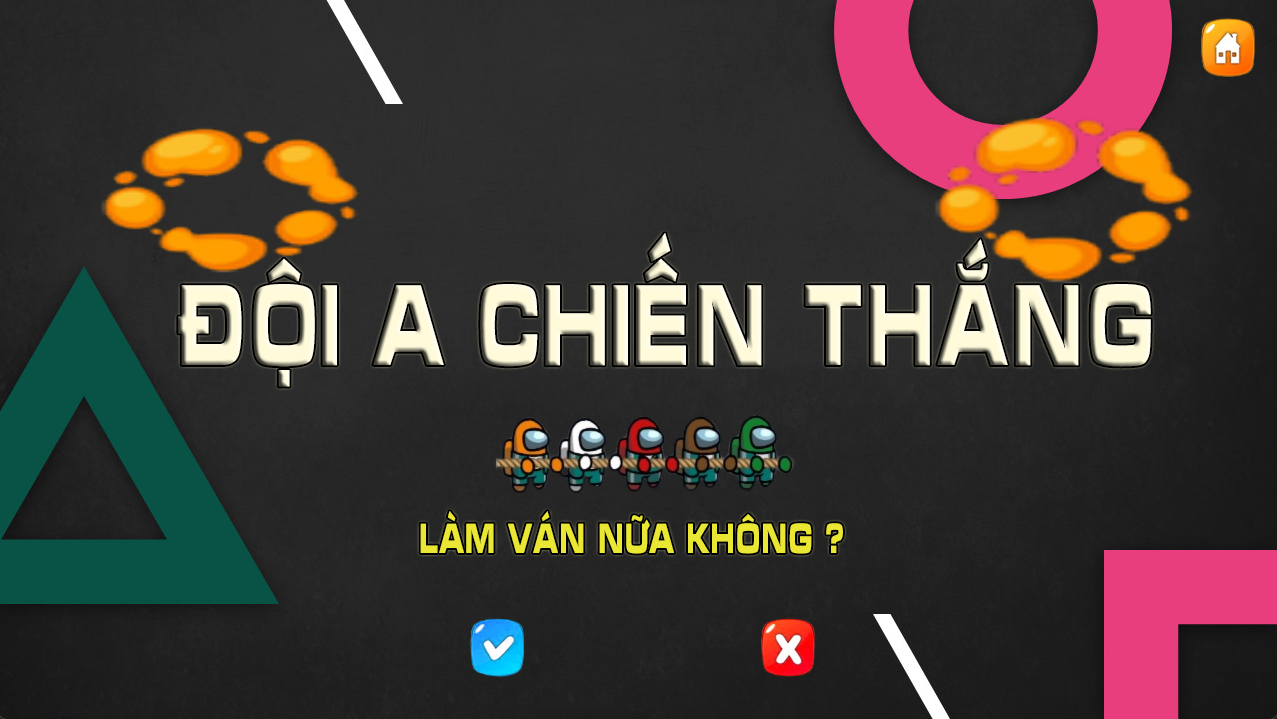 ĐỘI A CHIẾN THẮNG
LÀM VÁN NỮA KHÔNG ?